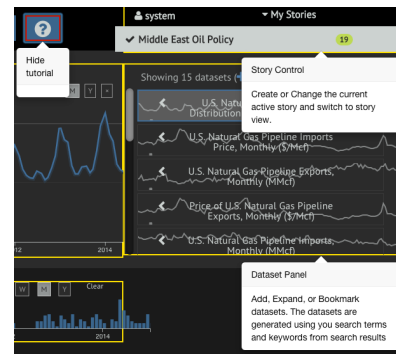 system
My Stories
Middle East Oil Policy
19
Hide
tutorial
Showing 15 datasets (
Story Control
M Y
Create or Change the current
active story and switch to story
view.
U.S. Natu
Distribution
U.S. Natural Gas Pipeline Imports
Price, Monthly ($/Mcf)
U.S. Natural Gas Pipeline Exports,
Monthly (MMcf)
Price of U.S. Natural Gas Pipeline
Exports, Monthly ($/Mcf)
U.S. Natural Gas Pipeline Imports,
Monthly (MMcf)
2014
Dataset Panel
Add, Expand, or Bookmark
datasets. The datasets are
generated using you search terms
and keywords from search results
W M Y Clear
2014